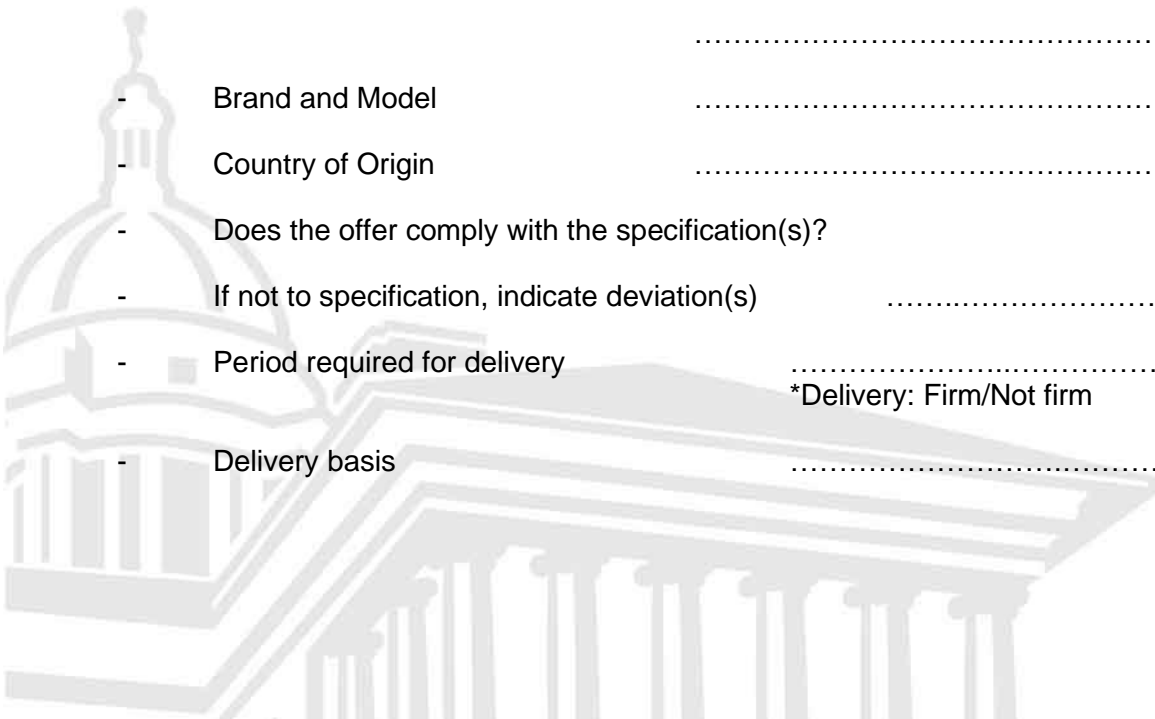 ……………………………………………
- Brand and Model ………………….…………………………
- Country of Origin ……………………………………………
- Does the offer comply with the specification(s)?
- If not to specification, indicate deviation(s) ……..…………………
- Period required for delivery …………………..………………
*Delivery: Firm/Not firm
- Delivery basis ………………….…….……….